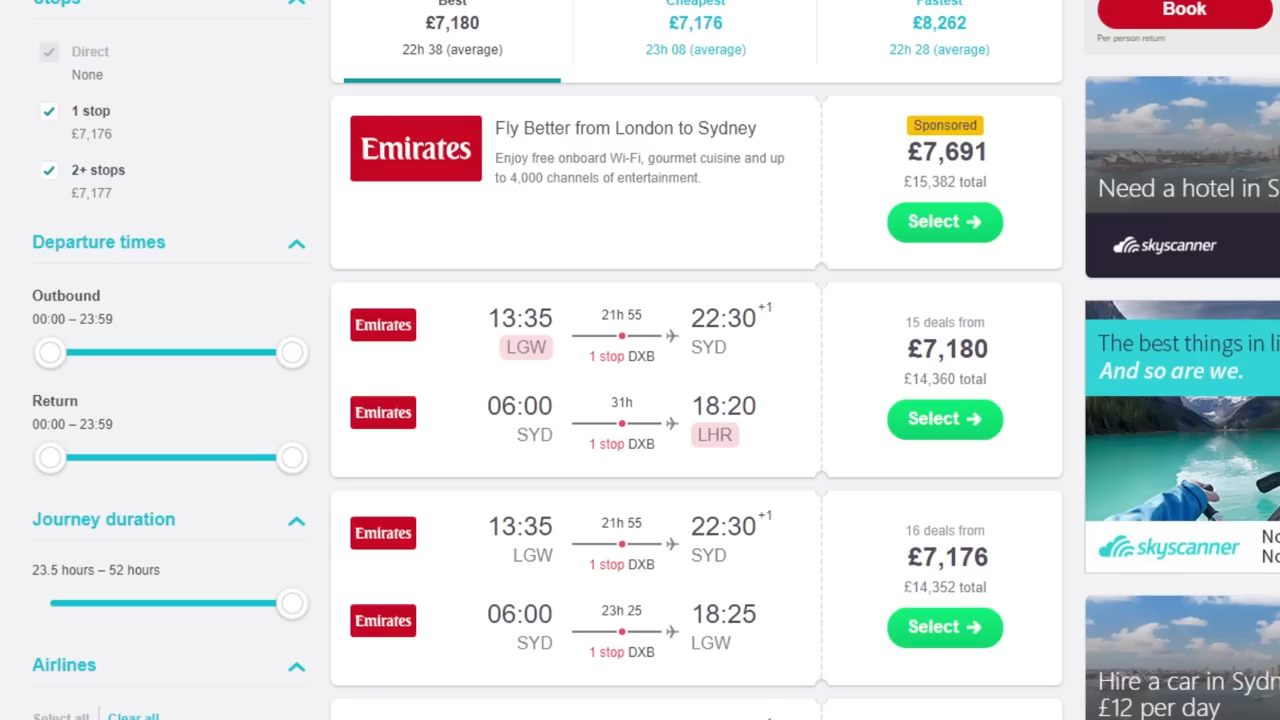 Stops
Direct
None
1 stop
£7,176
2+ stops
£7,177
Departure times
Outbound
00:00 – 23:59
Return
00:00 – 23:59
Journey duration
23.5 hours – 52 hours
Airlines
Select all
Clear all
Best
£7,180
22h 38 (average)
Cheapest
£7,176
23h 08 (average)
Fastest
£8,262
22h 28 (average)
Emirates
Fly Better from London to Sydney
Enjoy free onboard Wi-Fi, gourmet cuisine and up
to 4,000 channels of entertainment.
Sponsored
£7,691
£15,382 total
Select
Emirates
13:35
LGW
21h 55
1 stop DXB
22:30+1
SYD
Emirates
06:00
SYD
31h
1 stop DXB
18:20
LHR
15 deals from
£7,180
£14,360 total
Select
Emirates
13:35
LGW
21h 55
1 stop DXB
22:30+1
SYD
Emirates
06:00
SYD
23h 25
1 stop DXB
18:25
LGW
16 deals from
£7,176
£14,352 total
Select
+1
Book
Per person return
Need a hotel in S
skyscanner
The best things in li
And so are we.
skyscanner
No
No
Hire a car in Sydn
£12 per day